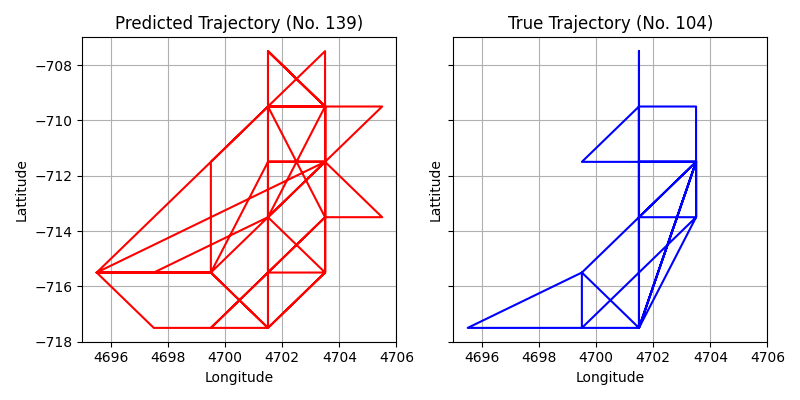 Predicted Trajectory (No. 139)
True Trajectory (No. 104)
Lattitude
−708
−710
−712
−714
−716
−718
4696 4698 4700 4702 4704 4706
Longitude
Lattitude
4696 4698 4700 4702 4704 4706
Longitude